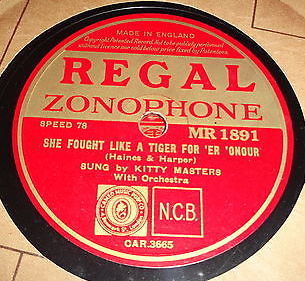 MADE IN ENGLAND
Copyright Patented Record. Not to be publicly performed
without licence nor sold below price fixed by Patentees.
REGAL
ZONOPHONE
SPEED 78
MR 1891
SHE FOUGHT LIKE A TIGER FOR 'ER 'ONOUR
(Haines & Harper)
SUNG by KITTY MASTERS
With Orchestra
N.C.B.
CAR.3665